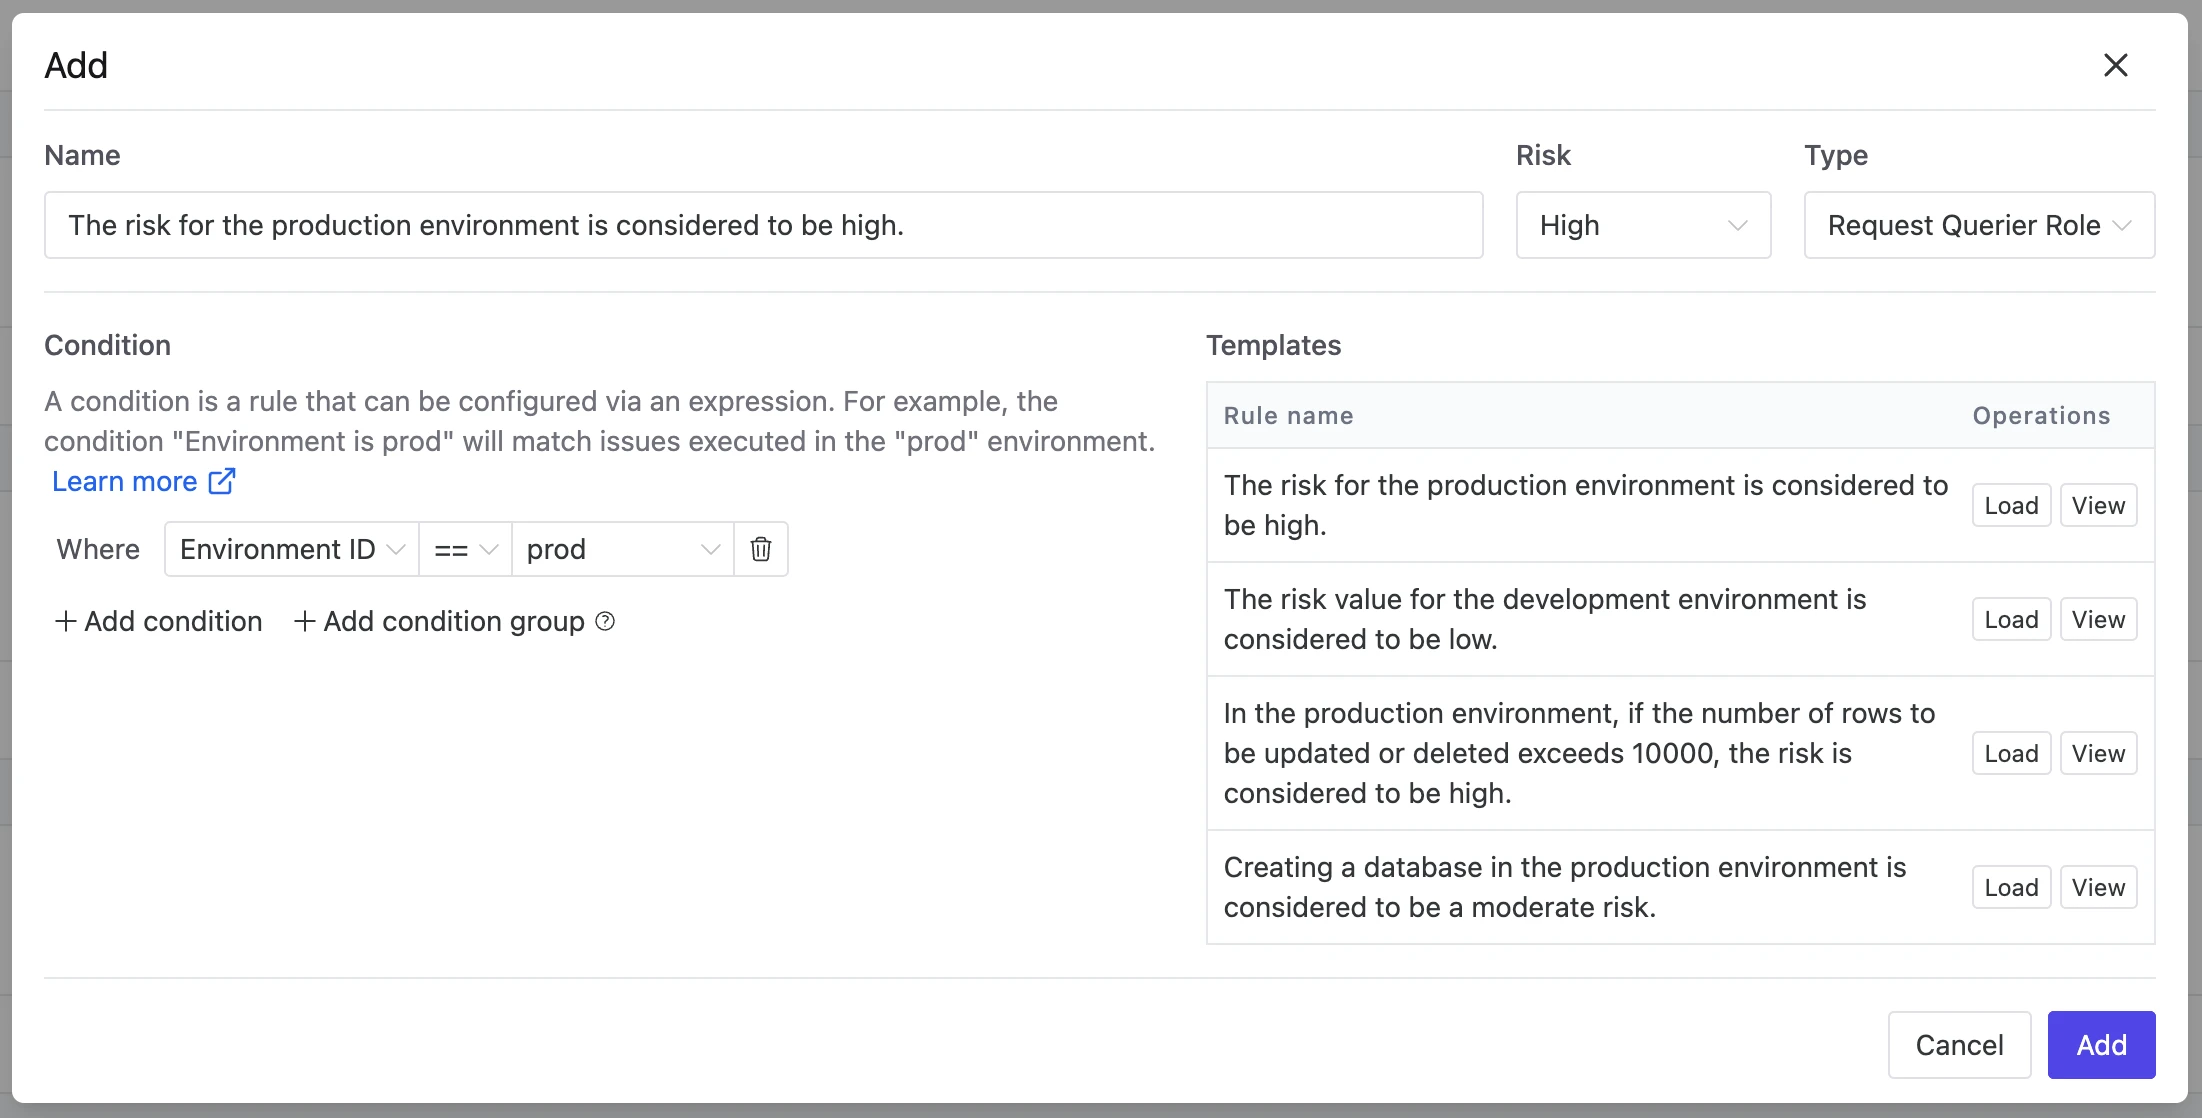 Add
Name
Risk
Type
The risk for the production environment is considered to be high.
High
Request Querier Role
Condition
A condition is a rule that can be configured via an expression. For example, the
condition "Environment is prod" will match issues executed in the "prod" environment.
Learn more
Where
Environment ID
==
prod
+ Add condition
+ Add condition group ?
Templates
Rule name
Operations
The risk for the production environment is considered to
be high.
Load
View
The risk value for the development environment is
considered to be low.
Load
View
In the production environment, if the number of rows to
be updated or deleted exceeds 10000, the risk is
considered to be high.
Load
View
Creating a database in the production environment is
considered to be a moderate risk.
Load
View
Cancel
Add